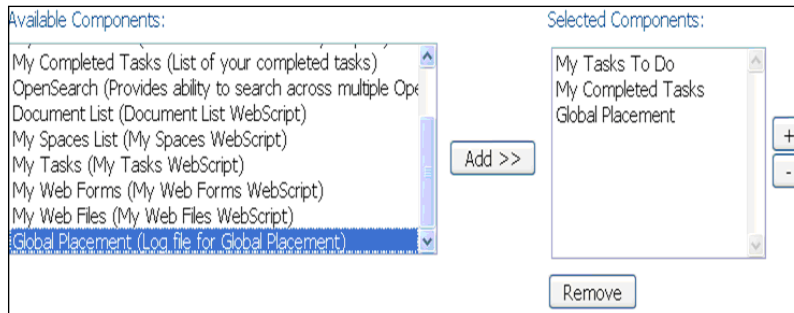 Available Components:
My Completed Tasks (List of your completed tasks)
OpenSearch (Provides ability to search across multiple Ope
Document List (Document List WebScript)
My Spaces List (My Spaces WebScript)
My Tasks (My Tasks WebScript)
My Web Forms (My Web Forms WebScript)
My Web Files (My Web Files WebScript)
Global Placement (Log file for Global Placement)
Add >>
Selected Components:
My Tasks To Do
My Completed Tasks
Global Placement
+
-
Remove